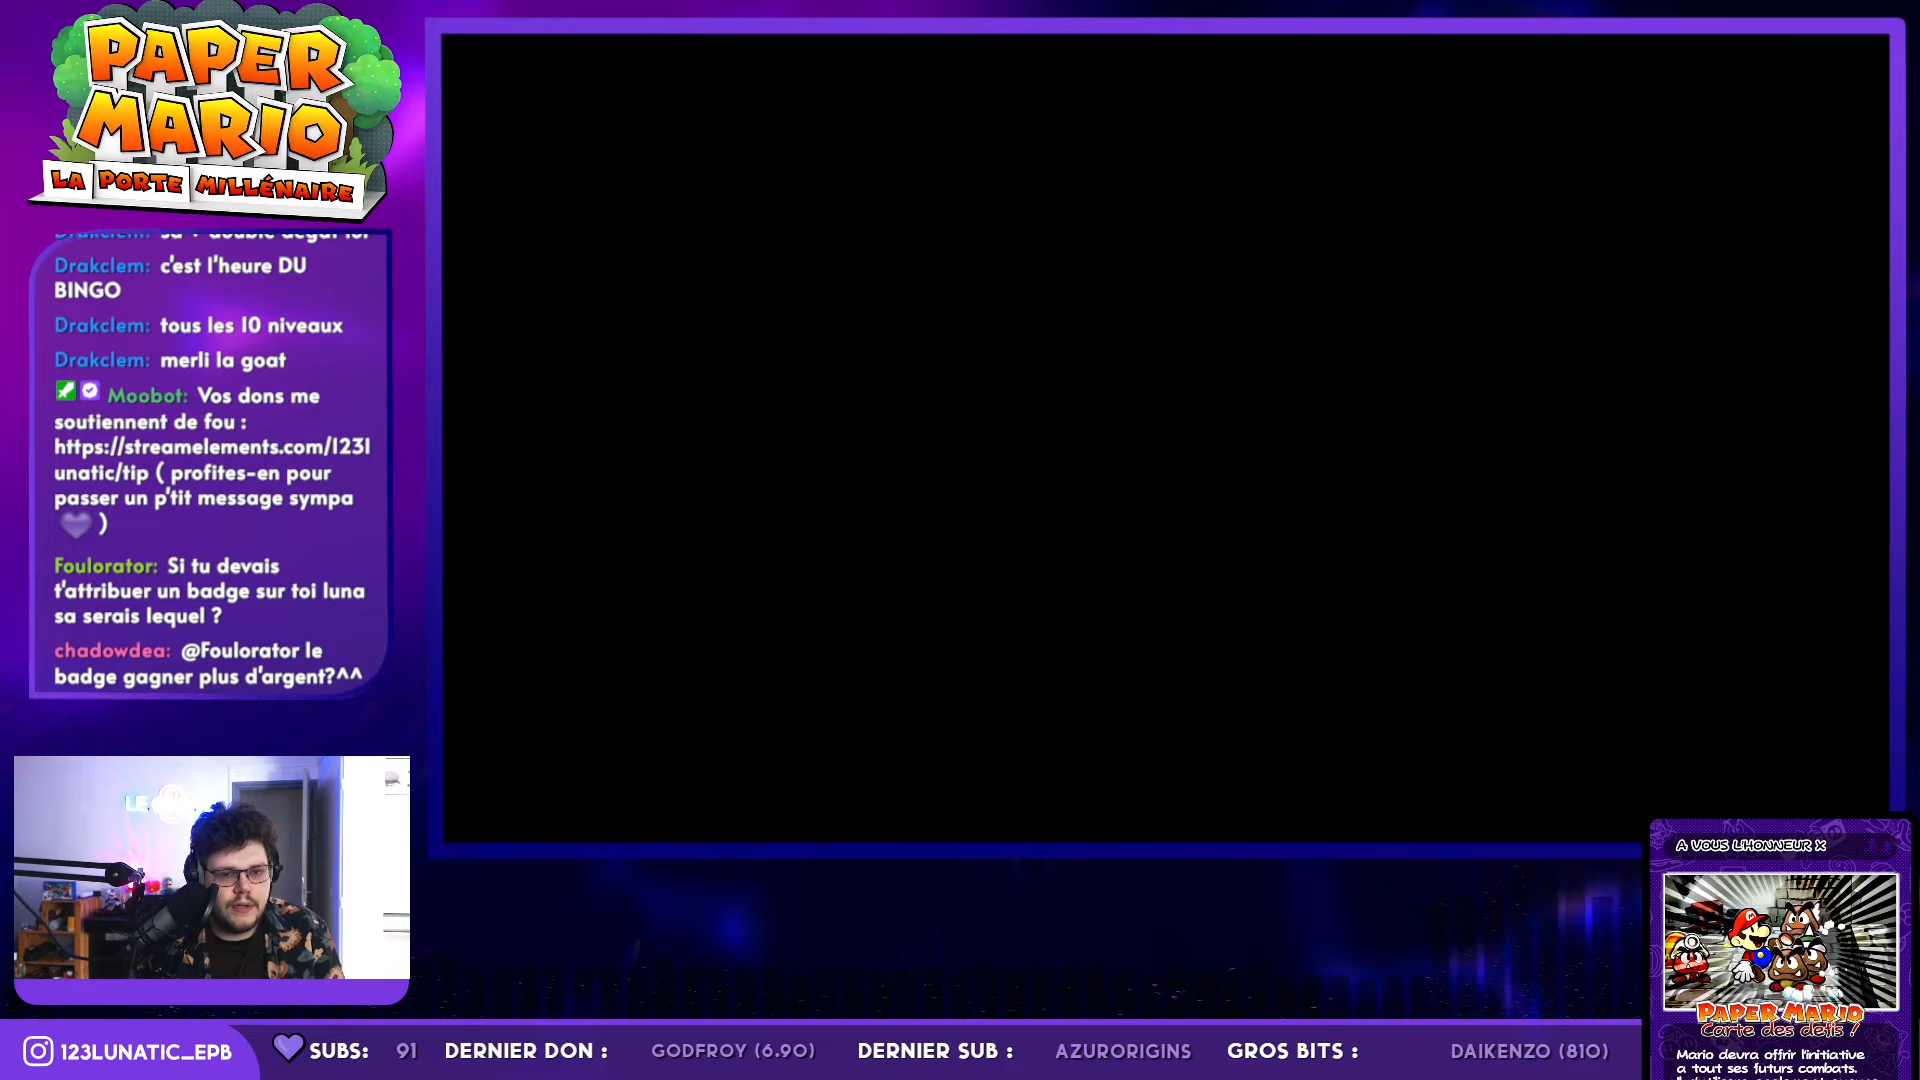 PAPER
MARIO
LA PORTE MILLÉNAIRE
Drakclem: c'est l'heure DU
BINGO
Drakclem: tous les 10 niveaux
Drakclem: merli la goat
Moobot: Vos dons me
soutiennent de fou :
https://streamelements.com/123l
unatic/tip ( profites-en pour
passer un p'tit message sympa
)
Foulorator: Si tu devais
t'attribuer un badge sur toi luna
sa serais lequel ?
chadowdea: @Foulorator le
badge gagner plus d'argent?^^
A VOUS L'HONNEUR X
PAPER MARIO
Carte des défis !
Mario devra offrir l'initiative
a tout ses futurs combats.
123LUNATIC_EPB
SUBS: 91 DERNIER DON : GODFROY (6.90) DERNIER SUB : AZURORIGINS GROS BITS : DAIKENZO (810)